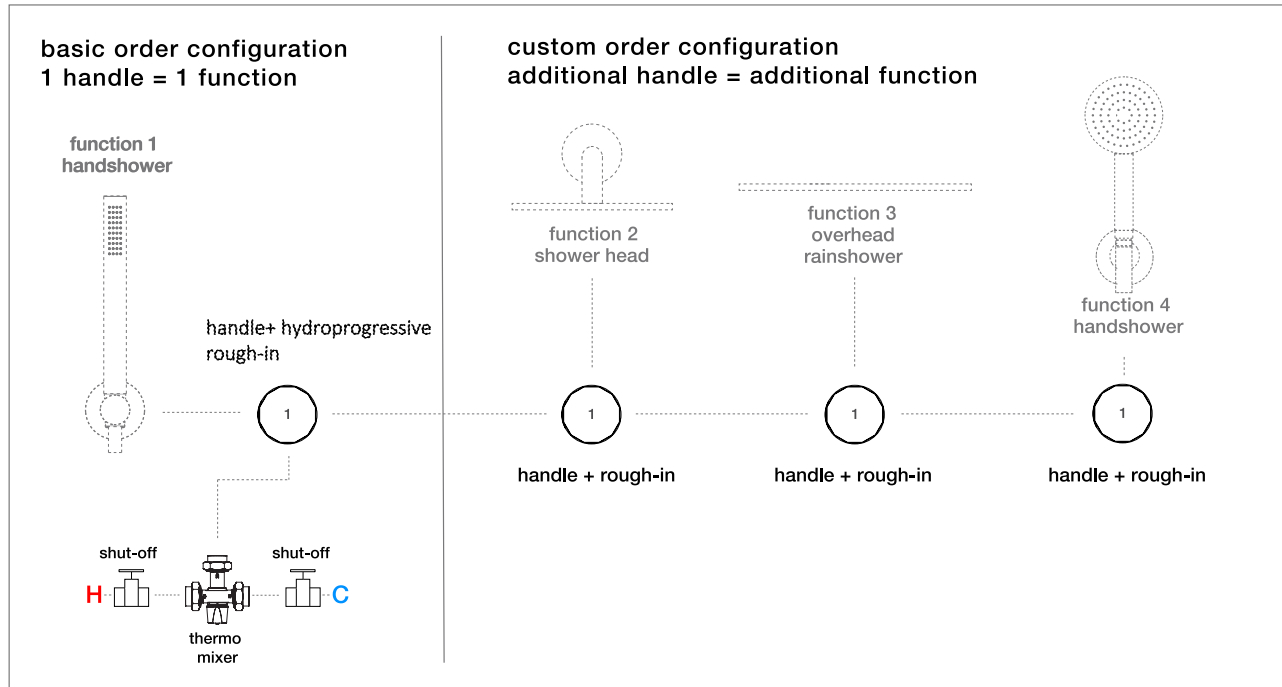 basic order configuration
1 handle = 1 function
function 1
handshower
handle+ hydroprogressive
rough-in
1
shut-off
shut-off
H
C
thermo
mixer
custom order configuration
additional handle = additional function
function 2
shower head
function 3
overhead
rainshower
function 4
handshower
1
1
1
handle + rough-in
handle + rough-in
handle + rough-in